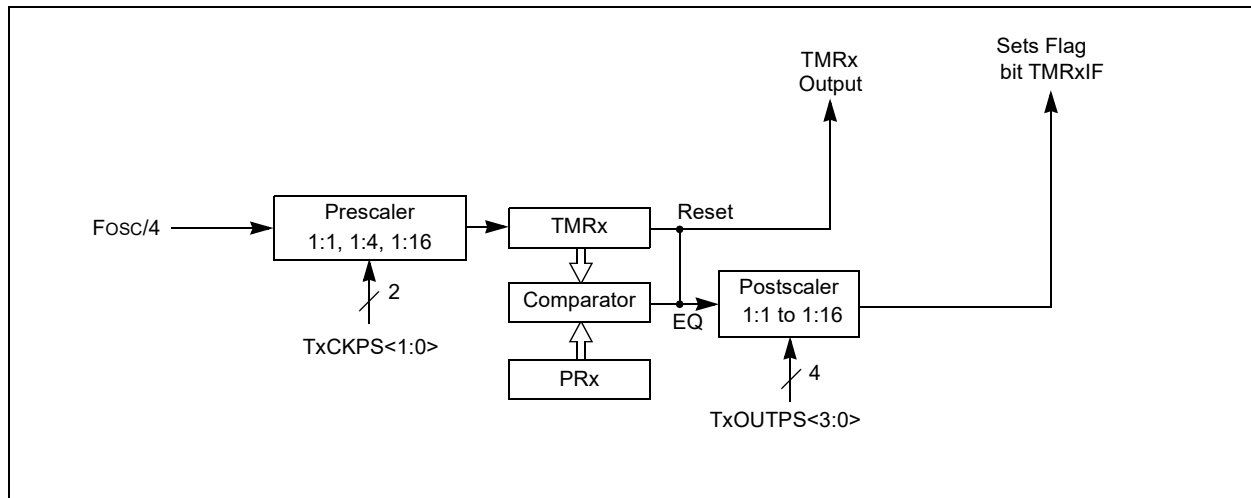 TMRx
Output
Sets Flag
bit TMRxIF
Fosc/4
Prescaler
1:1, 1:4, 1:16
2
TxCKPS<1:0>
TMRx
Reset
Comparator
EQ
PRx
Postscaler
1:1 to 1:16
4
TxOUTPS<3:0>